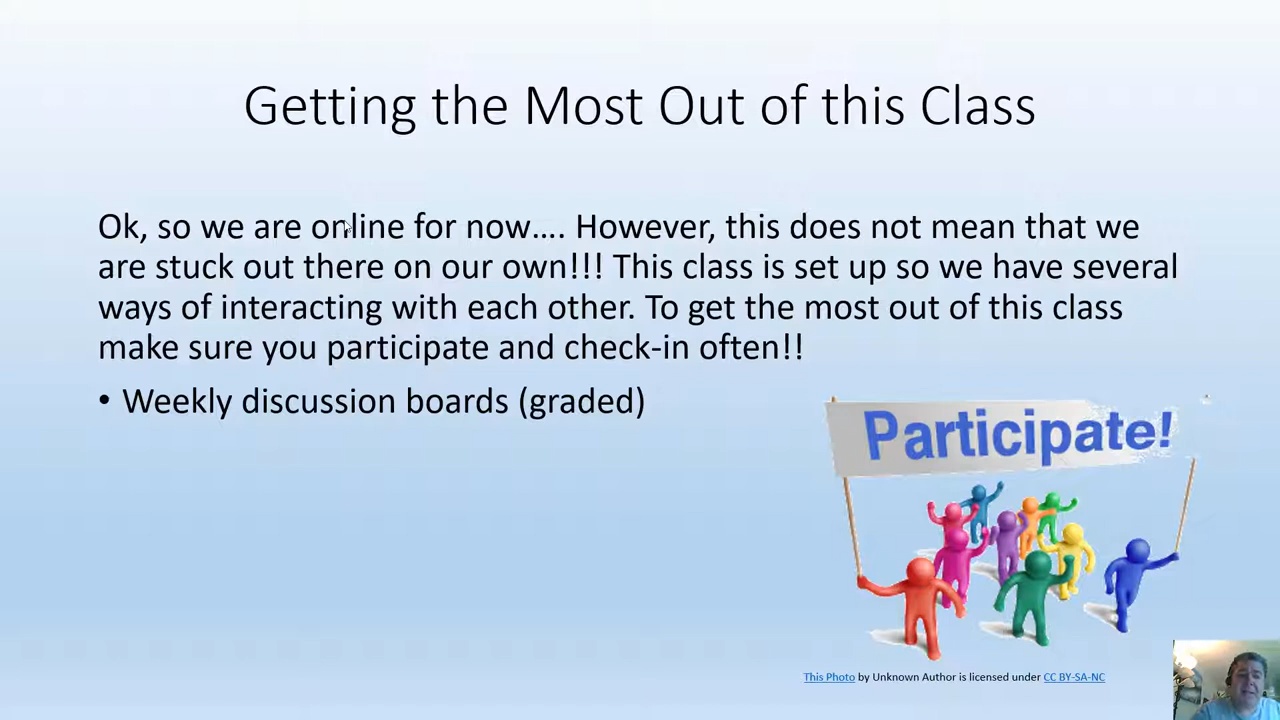 Getting the Most Out of this Class
Ok, so we are online for now…. However, this does not mean that we
are stuck out there on our own!!! This class is set up so we have several
ways of interacting with each other. To get the most out of this class
make sure you participate and check-in often!!
• Weekly discussion boards (graded)
Participate!
This Photo by Unknown Author is licensed under CC BY-SA-NC